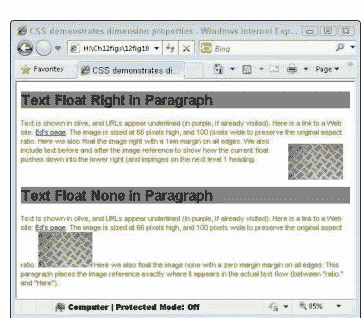 CSS demonstrates dimension properties - Windows Internet Exp...
H:\Ch12figs\12fig10 Bing
Favorites CSS demonstrates di... Page
Text Float Right in Paragraph
Text is shown in olive, and URLs appear underlined (in purple, if already visited). Here is a link to a Web
site: Ed's page. The image is sized at 66 pixels high, and 100 pixels wide to preserve the original aspect
ratio. Here we also float the image right with a 1em margin on all edges. We also
include text before and after the image reference to show how the current float
pushes down into the lower right (and impinges on the next level 1 heading.
Text Float None in Paragraph
Text is shown in olive, and URLs appear underlined (in purple, if already visited). Here is a link to a Web
site: Ed's page. The image is sized at 66 pixels high, and 100 pixels wide to preserve the original aspect
ratio. Here we also float the image none with a zero margin margin on all edges. This
paragraph places the image reference exactly where it appears in the actual text flow (between "ratio."
and "Here").
Computer | Protected Mode: Off 85%